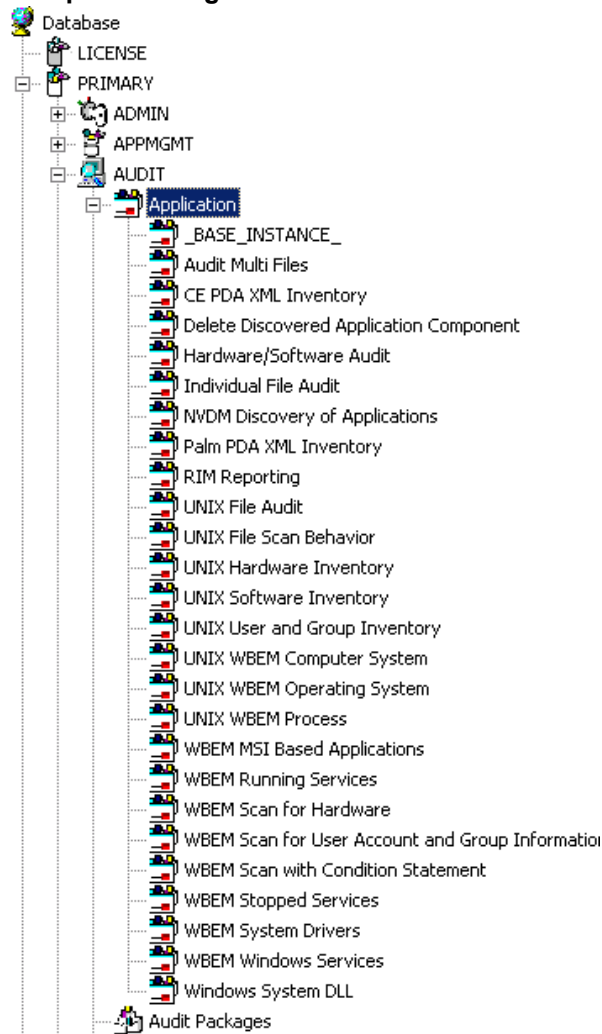 Database
LICENSE
PRIMARY
ADMIN
APPMGMT
AUDIT
Application
_BASE_INSTANCE_
Audit Multi Files
CE PDA XML Inventory
Delete Discovered Application Component
Hardware/Software Audit
Individual File Audit
NVDM Discovery of Applications
Palm PDA XML Inventory
RIM Reporting
UNIX File Audit
UNIX File Scan Behavior
UNIX Hardware Inventory
UNIX Software Inventory
UNIX User and Group Inventory
UNIX WBEM Computer System
UNIX WBEM Operating System
UNIX WBEM Process
WBEM MSI Based Applications
WBEM Running Services
WBEM Scan for Hardware
WBEM Scan for User Account and Group Information
WBEM Scan with Condition Statement
WBEM Stopped Services
WBEM System Drivers
WBEM Windows Services
Windows System DLL
Audit Packages